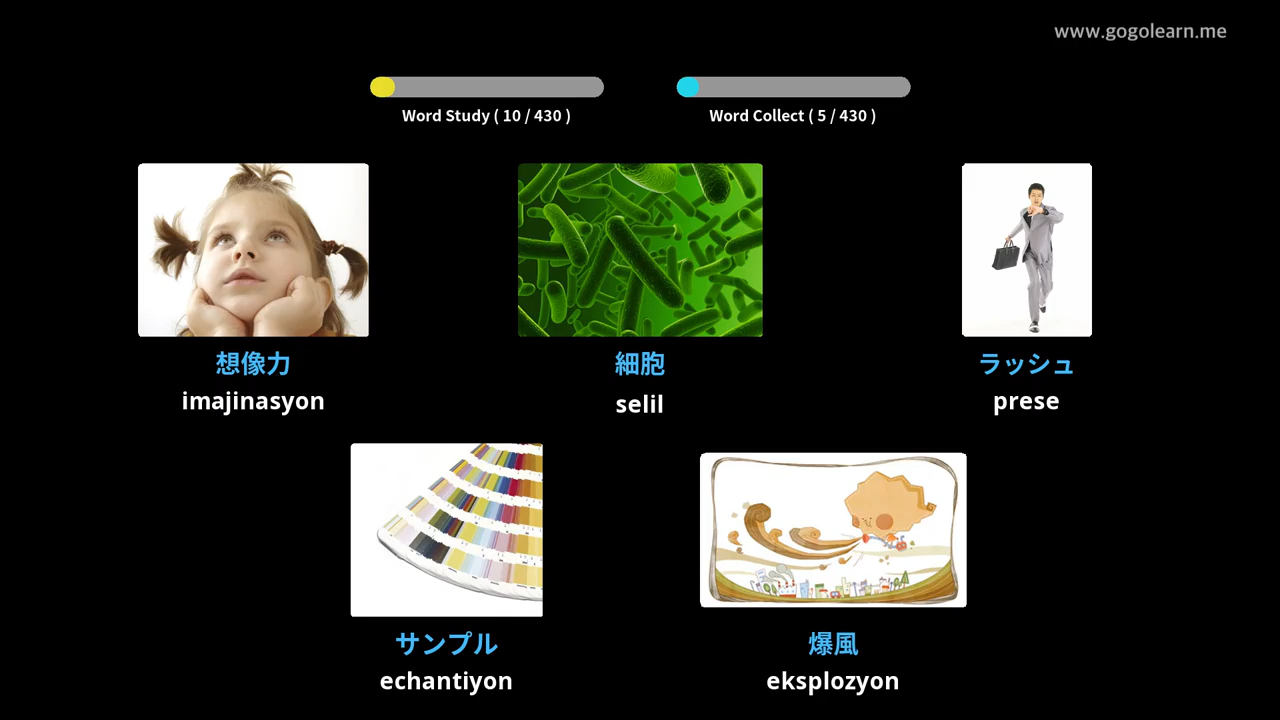 www.gogolearn.me
Word Study ( 10 / 430 )
Word Collect ( 5 / 430 )
想像力
imajinasyon
細胞
selil
ラッシュ
prese
サンプル
echantiyon
爆風
eksplozyon